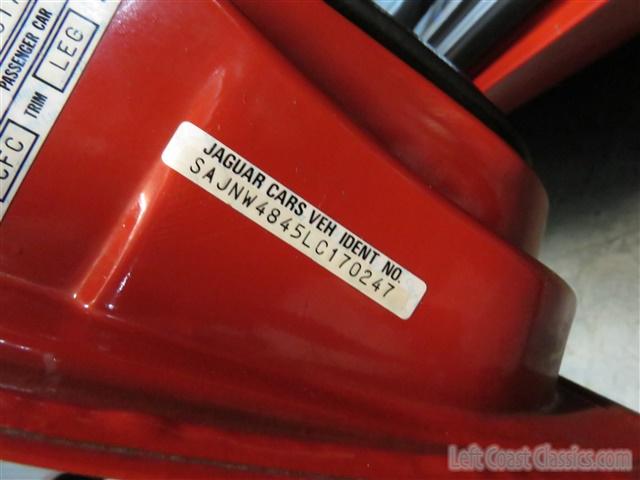 PASSENGER CAR
TRIM LEG
CFC
JAGUAR CARS VEH IDENT NO.
SAJNW4845LC170247
Left Coast Classics.com